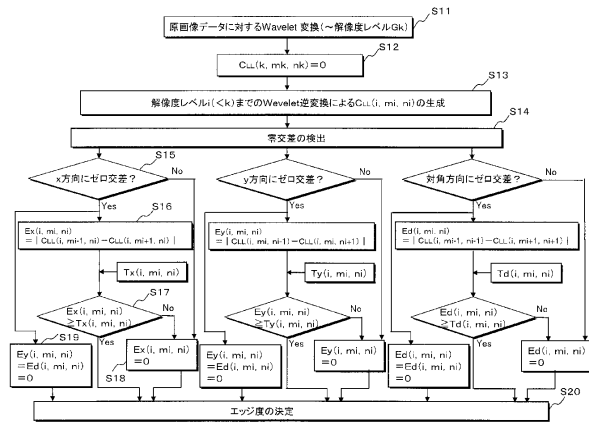 S11
原画像データに対するWavelet 変換(～解像度レベルGk)
S12
CLL(k, mk, nk)=0
S13
解像度レベルi(<k)までのWevelet逆変換によるCLL(i, mi, ni)の生成
S14
零交差の検出
S15
x方向にゼロ交差？
No
Yes
y方向にゼロ交差？
No
Yes
対角方向にゼロ交差？
No
Yes
S16
Ex(i, mi, ni)
=｜CLL(i, mi-1, ni)-CLL(i, mi+1, ni)｜
Ey(i, mi, ni)
=｜CLL(i, mi, ni-1)-CLL(i, mi, ni+1)｜
Ed(i, mi, ni)
=｜CLL(i, mi-1, ni-1)-CLL(i, mi+1, ni+1)｜
Tx(i, mi, ni)
Ty(i, mi, ni)
Td(i, mi, ni)
S17
Ex(i, mi, ni)
≧Tx(i, mi, ni)
No
Yes
Ey(i, mi, ni)
≧Ty(i, mi, ni)
No
Yes
Ed(i, mi, ni)
≧Td(i, mi, ni)
No
Yes
S19
Ey(i, mi, ni)
=Ed(i, mi, ni)
=0
S18
Ex(i, mi, ni)
=0
Ey(i, mi, ni)
=Ed(i, mi, ni)
=0
Ey(i, mi, ni)
=0
Ed(i, mi, ni)
=Ed(i, mi, ni)
=0
Ed(i, mi, ni)
=0
S20
エッジ度の決定